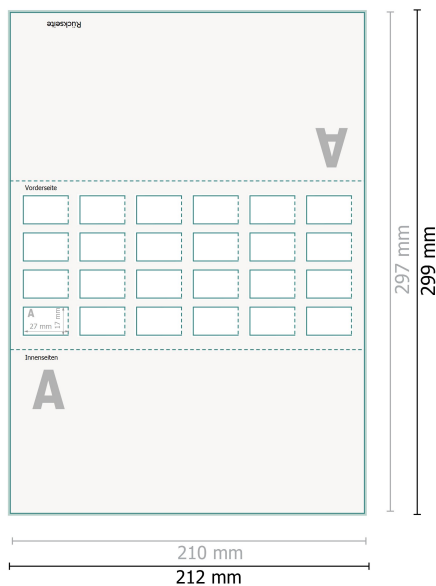 Rückseite
A
Vorderseite
A
17 mm
27 mm
Innenseiten
A
297 mm
299 mm
210 mm
212 mm